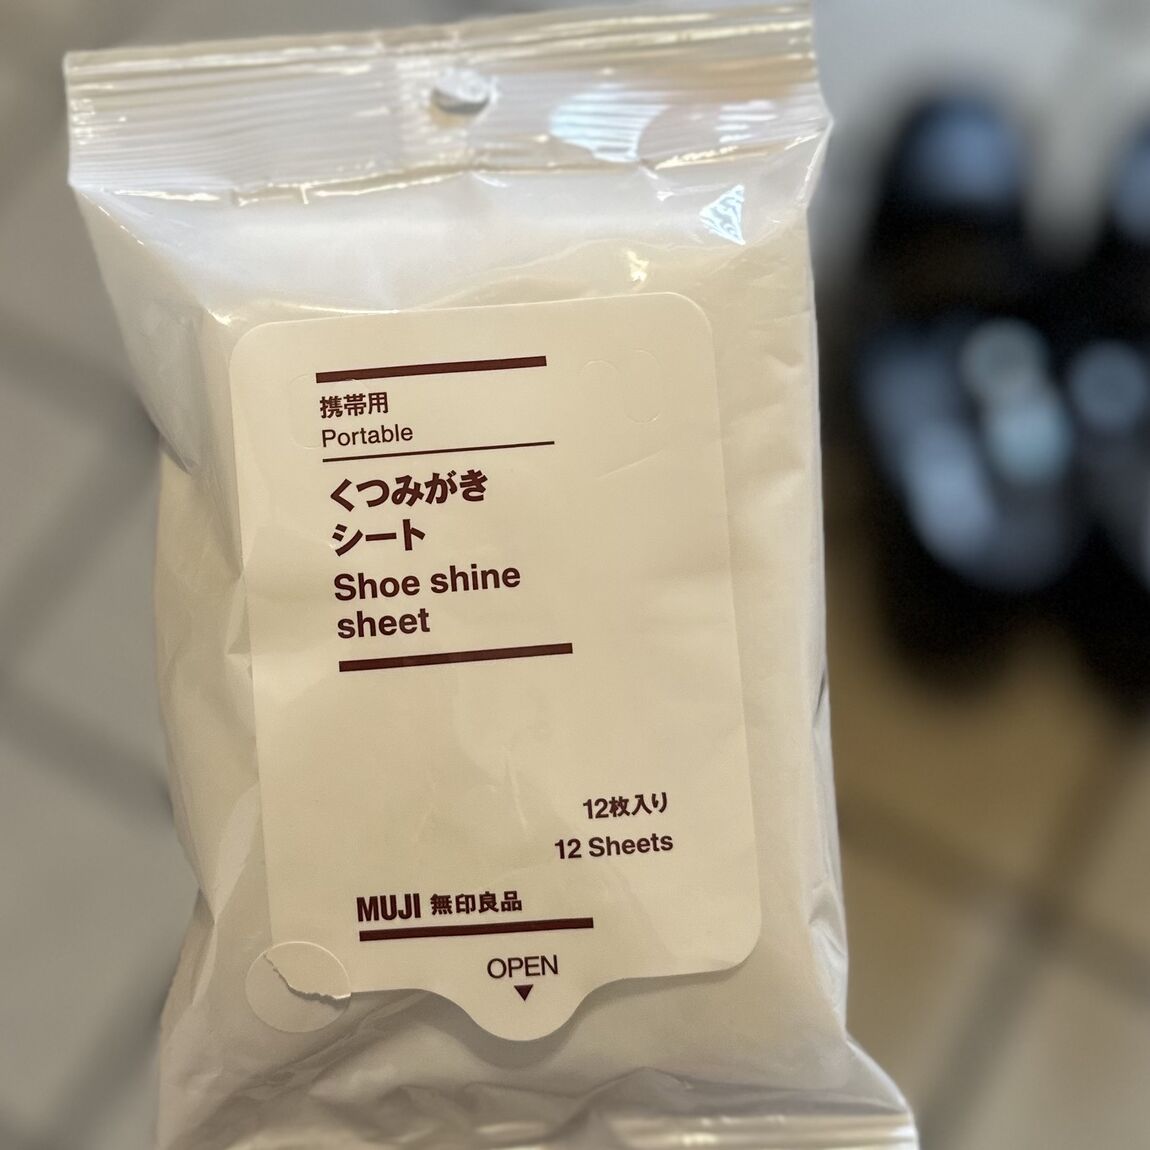 携帯用
Portable
くつみがき
シート
Shoe shine
sheet
12枚入り
12 Sheets
MUJI 無印良品
OPEN